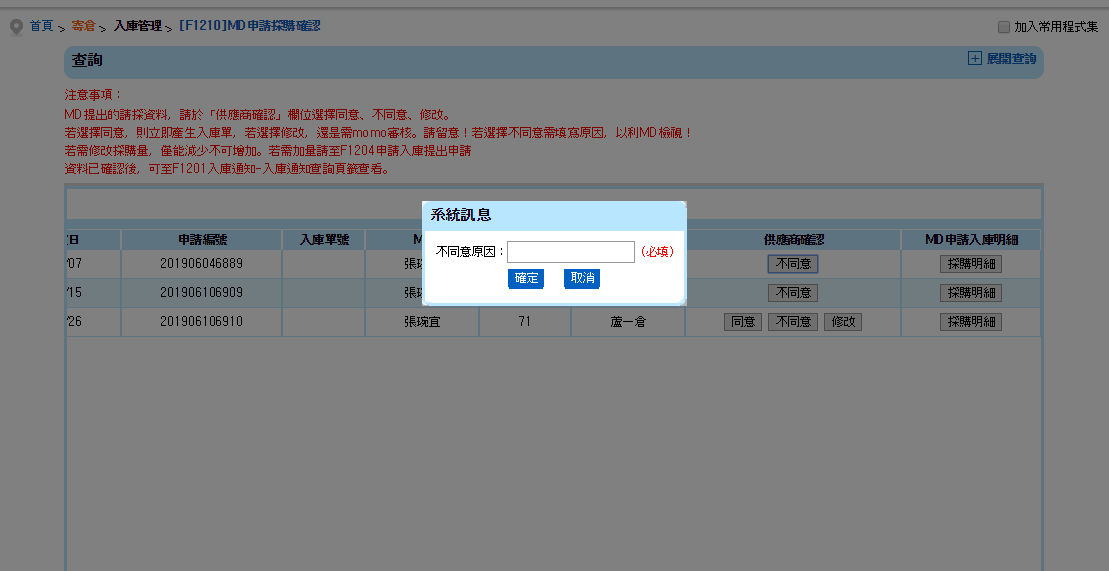 首頁 > 寄倉 > 入庫管理 > [F1210]MD申請採購確認
加入常用程式集
查詢
展開查詢
注意事項：
MD提出的請採資料，請於「供應商確認」欄位選擇同意、不同意、修改。
若選擇同意，則立即產生入庫單，若選擇修改，還是需momo審核。請留意！若選擇不同意需填寫原因，以利MD檢視！
若需修改採購量，僅能減少不可增加。若需加量請至F1204申請入庫提出申請
資料已確認後，可至F1201入庫通知-入庫通知查詢頁籤查看。
系統訊息
不同意原因： (必填)
確定 取消
日 申請編號 入庫單號 M 供應商確認 MD申請入庫明細
/07 201906046889 張琬 不同意 採購明細
/15 201906106909 張琬 不同意 採購明細
/26 201906106910 張琬宜 71 蘆一倉 同意 不同意 修改 採購明細